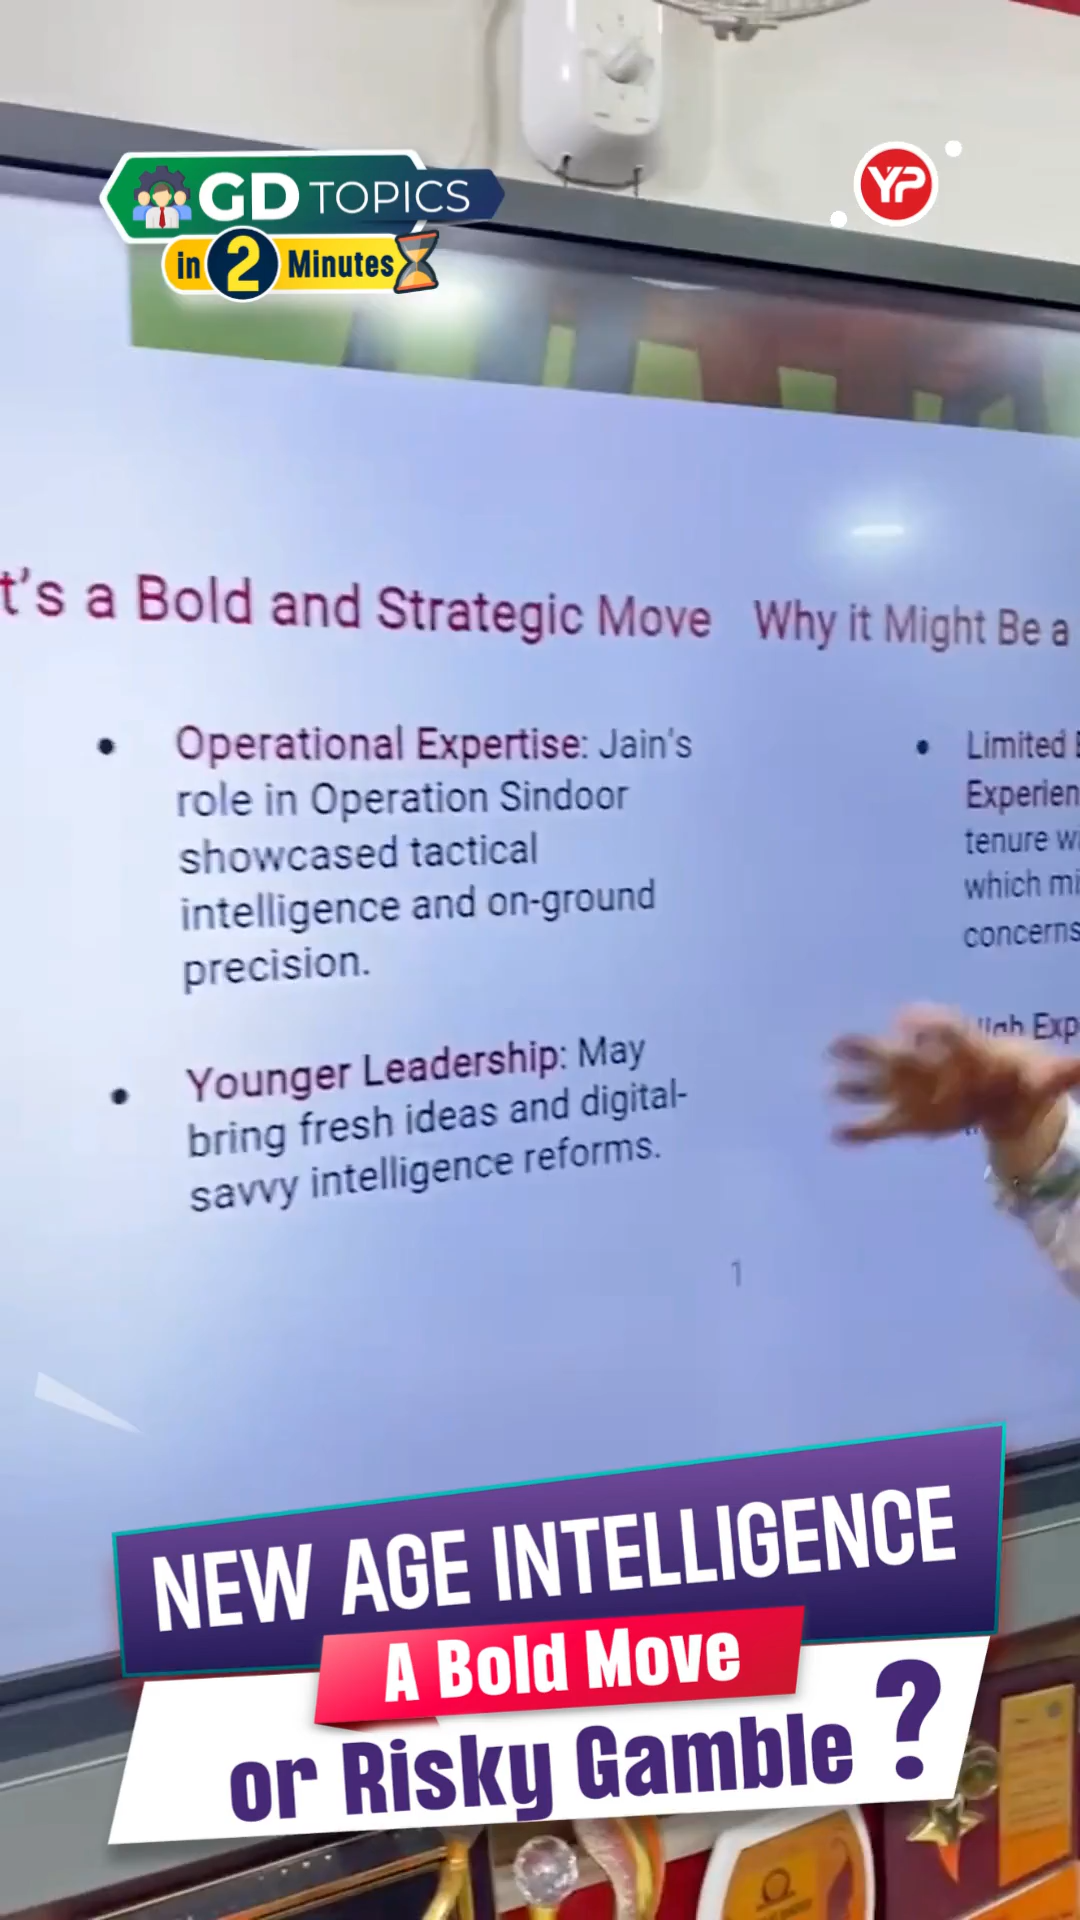 GD TOPICS
in 2 Minutes
YP
t's a Bold and Strategic Move
Operational Expertise: Jain's
role in Operation Sindoor
showcased tactical
intelligence and on-ground
precision.
Younger Leadership: May
bring fresh ideas and digital-
savvy intelligence reforms.
Why it Might Be a
Limited
Experien
tenure w
which mi
concerns
High Exp
1
NEW AGE INTELLIGENCE
A Bold Move
or Risky Gamble ?